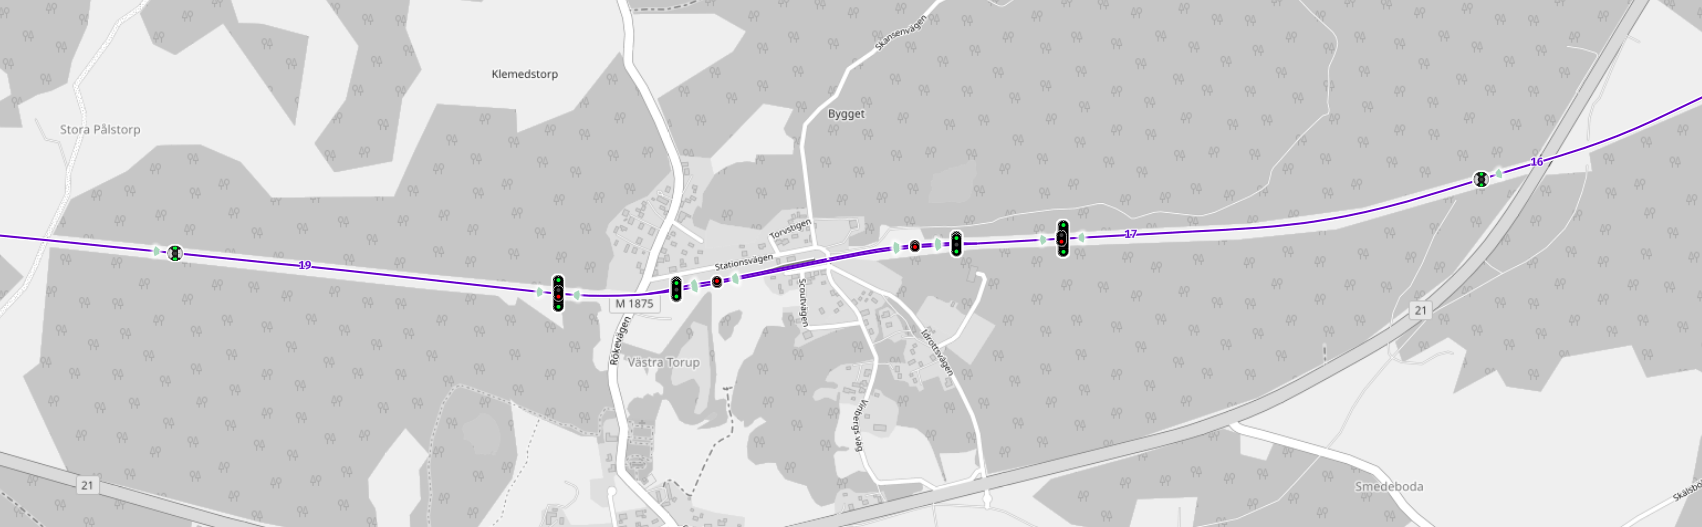 Skansenvägen
Klemedstorp
Bygget
Stora Pålstorp
16
Torvstigen
17
19
Stationsvägen
M 1875
Scoutvägen
21
Rökevägen
Idrottsvägen
Västra Torup
Vinbergs väg
21
Smedeboda